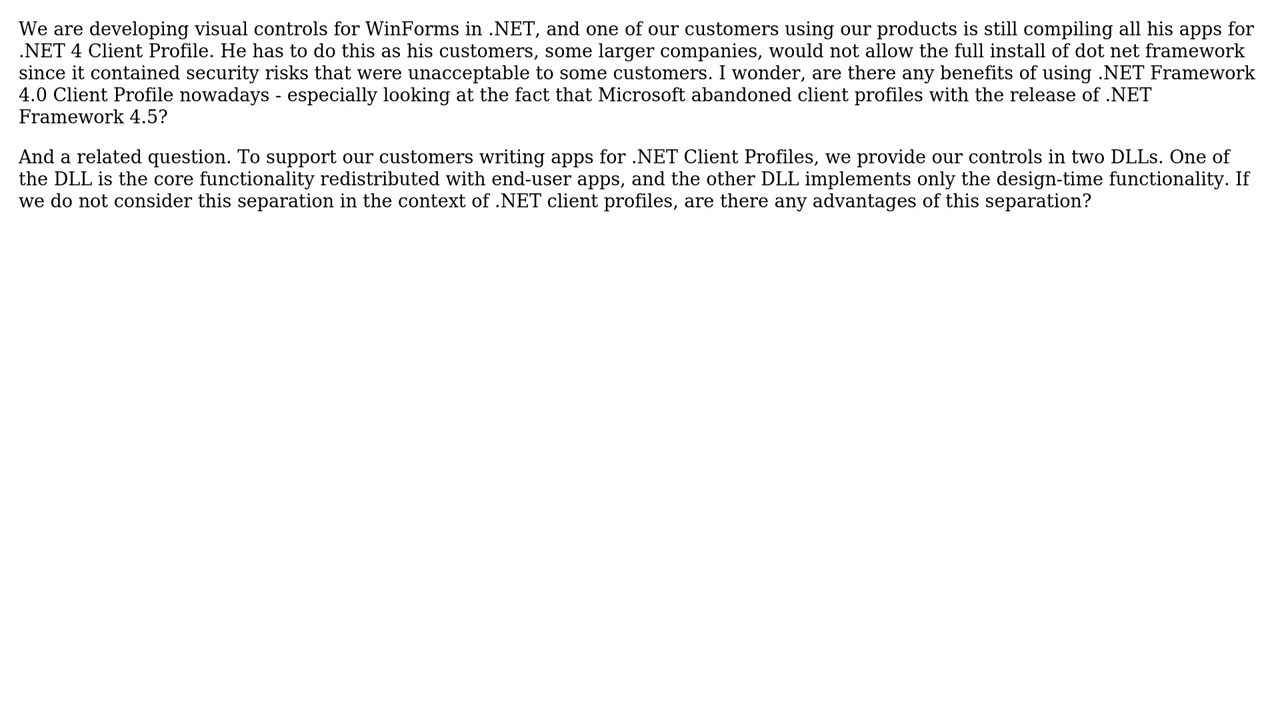 We are developing visual controls for WinForms in .NET, and one of our customers using our products is still compiling all his apps for
.NET 4 Client Profile. He has to do this as his customers, some larger companies, would not allow the full install of dot net framework
since it contained security risks that were unacceptable to some customers. I wonder, are there any benefits of using .NET Framework
4.0 Client Profile nowadays - especially looking at the fact that Microsoft abandoned client profiles with the release of .NET
Framework 4.5?
And a related question. To support our customers writing apps for .NET Client Profiles, we provide our controls in two DLLs. One of
the DLL is the core functionality redistributed with end-user apps, and the other DLL implements only the design-time functionality. If
we do not consider this separation in the context of .NET client profiles, are there any advantages of this separation?